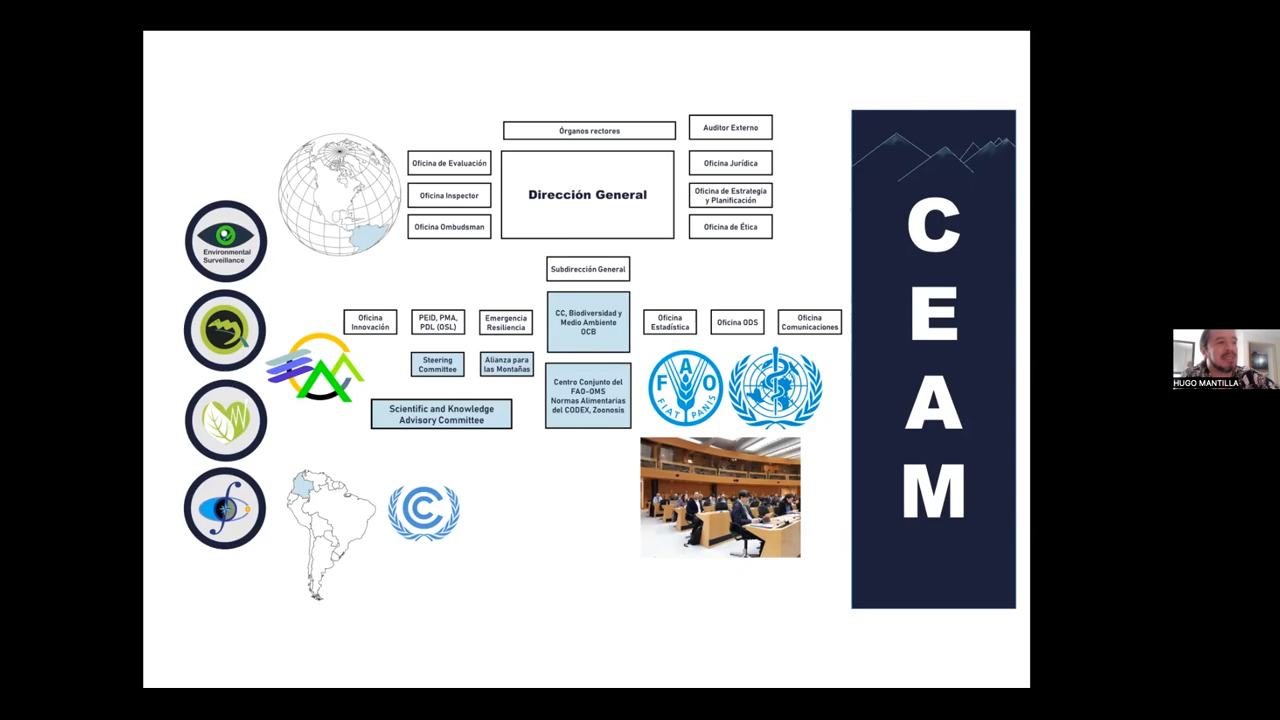 Órganos rectores
Auditor Externo
Oficina de Evaluación
Oficina Jurídica
Dirección General
Oficina Inspector
Oficina de Estrategia
y Planificación
Oficina Ombudsman
Oficina de Ética
Environmental
Surveillance
Subdirección General
Oficina
Innovación
PEID, PMA,
PDL (OSL)
Emergencia
Resiliencia
CC, Biodiversidad y
Medio Ambiente
OCB
Oficina
Estadística
Oficina ODS
Oficina
Comunicaciones
Steering
Committee
Alianza para
las Montañas
Centro Conjunto del
FAO-OMS
Normas Alimentarias
del CODEX, Zoonosis
Scientific and Knowledge
Advisory Committee
F A O
FIAT PANIS
C
E
A
M
HUGO MANTILLA